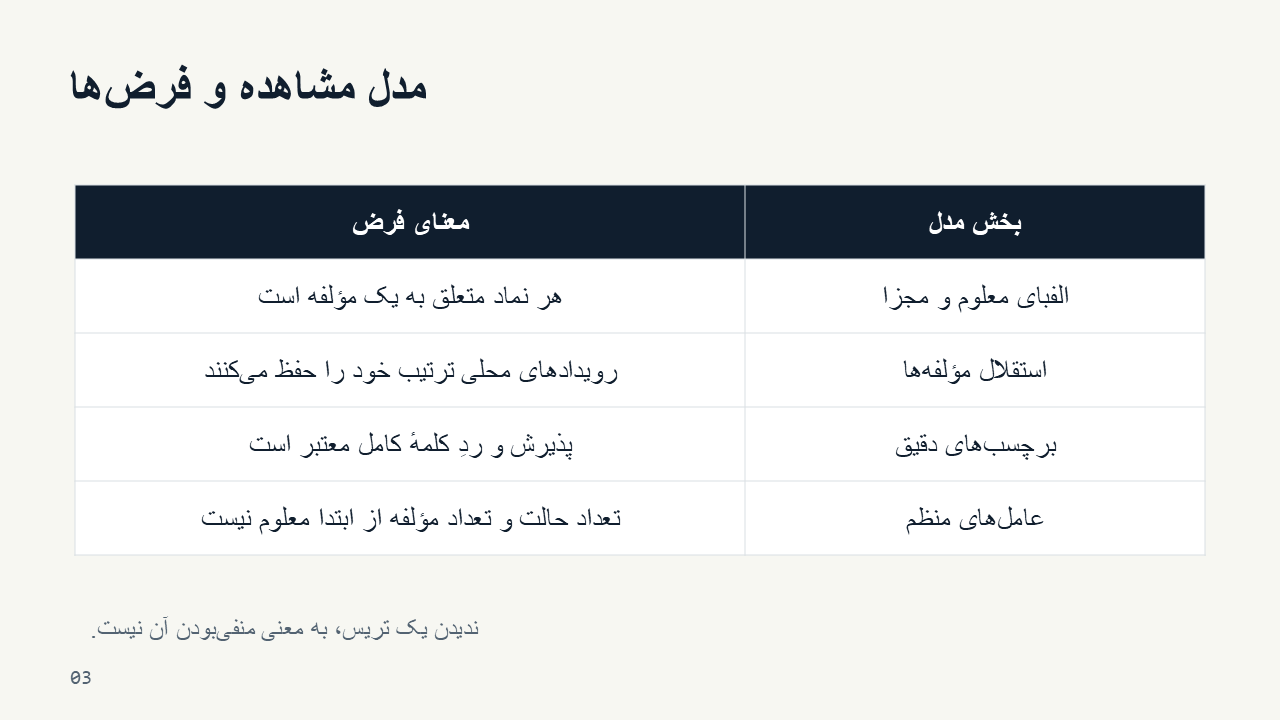 مدل مشاهده و فرض‌ها
بخش مدل	معنای فرض
الفبای معلوم و مجزا	هر نماد متعلق به یک مؤلفه است
استقلال مؤلفه‌ها	رویدادهای محلی ترتیب خود را حفظ می‌کنند
برچسب‌های دقیق	پذیرش و ردِ کلمهٔ کامل معتبر است
عامل‌های منظم	تعداد حالت و تعداد مؤلفه از ابتدا معلوم نیست
ندیدن یک تریس، به معنی منفی‌بودن آن نیست.
03